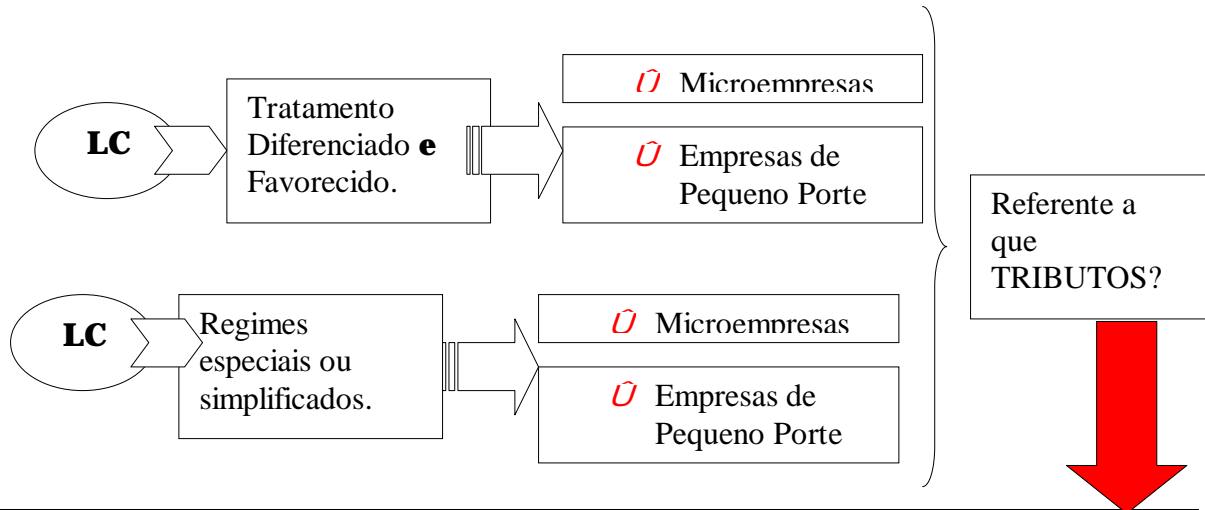 LC
Tratamento
Diferenciado e
Favorecido.
Û Microempresas
Û Empresas de
Pequeno Porte
LC
Regimes
especiais ou
simplificados.
Û Microempresas
Û Empresas de
Pequeno Porte
Referente a
que
TRIBUTOS?